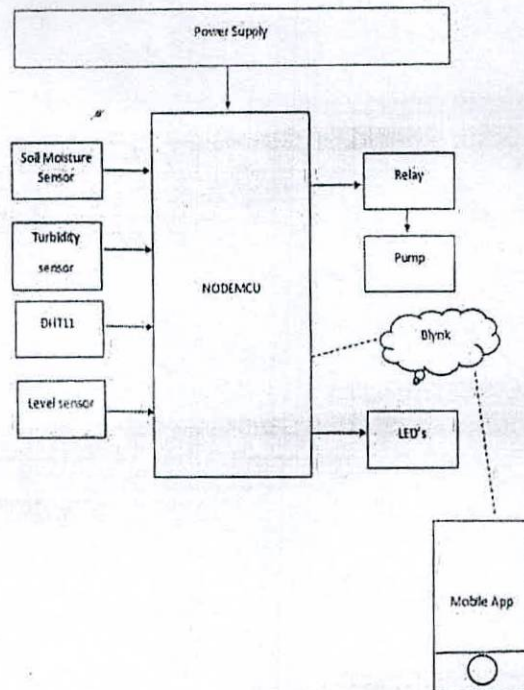 Power Supply
Soil Moisture
Sensor
Turbidity
sensor
DHT11
Level sensor
NODEMCU
Relay
Pump
Blynk
LED's
Mobile App